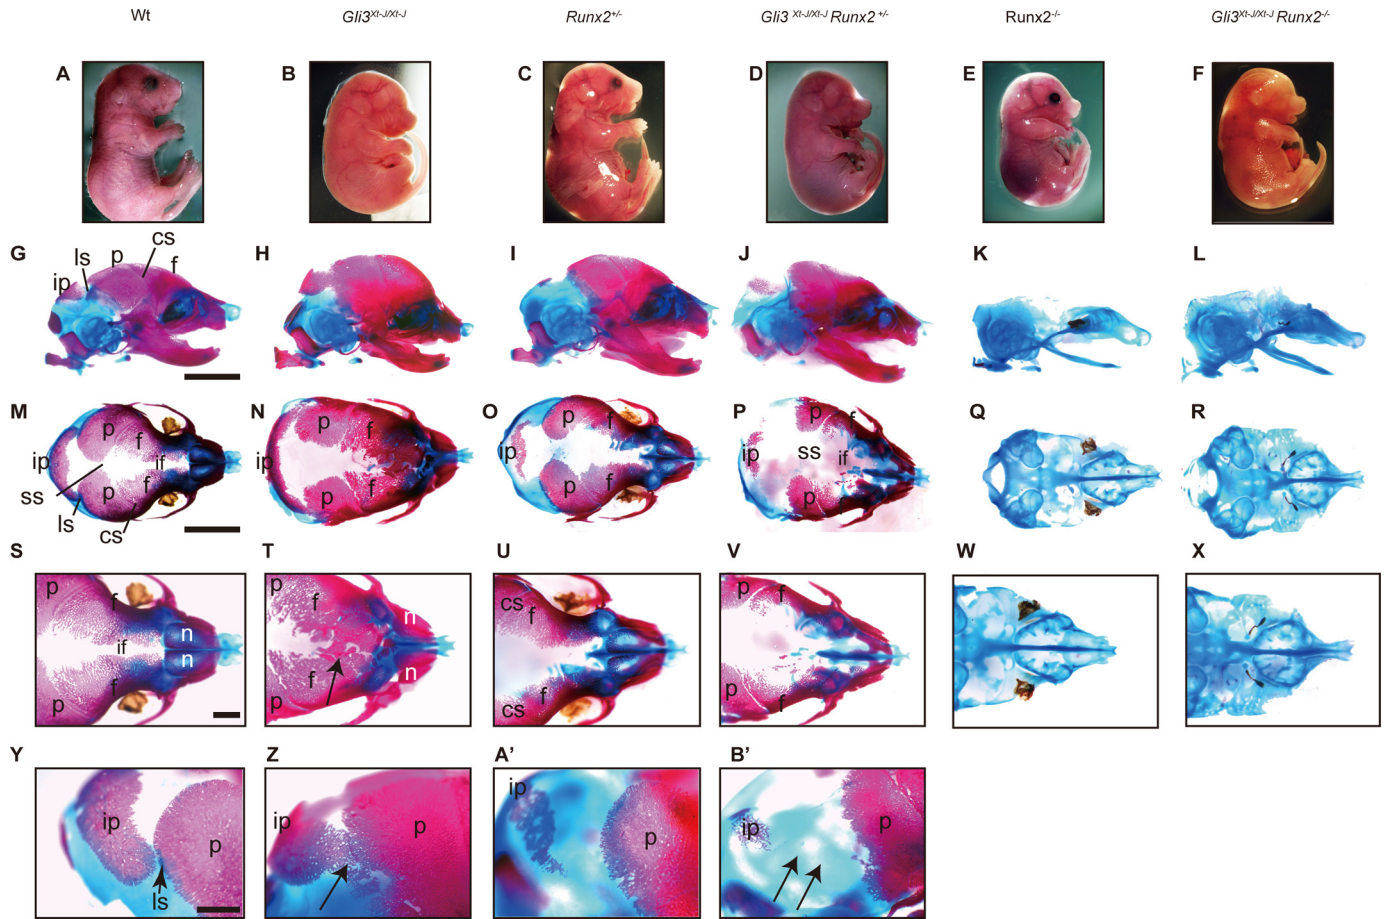 Wt Gli3Xt-J/Xt-J Runx2+/- Gli3 Xt-J/Xt-J Runx2 +/- Runx2-/- Gli3Xt-J/Xt-J Runx2-/-
A B C D E F
G ip ls p cs f H I J K L
M ip ss ls p p f f if cs N ip p p f f O ip p p f f P ip p p ss f f if Q R
S p p f f if n n T p p f f n n U cs cs f f V p p f f W X
Y ip ls p Z ip p A' ip p B' ip p